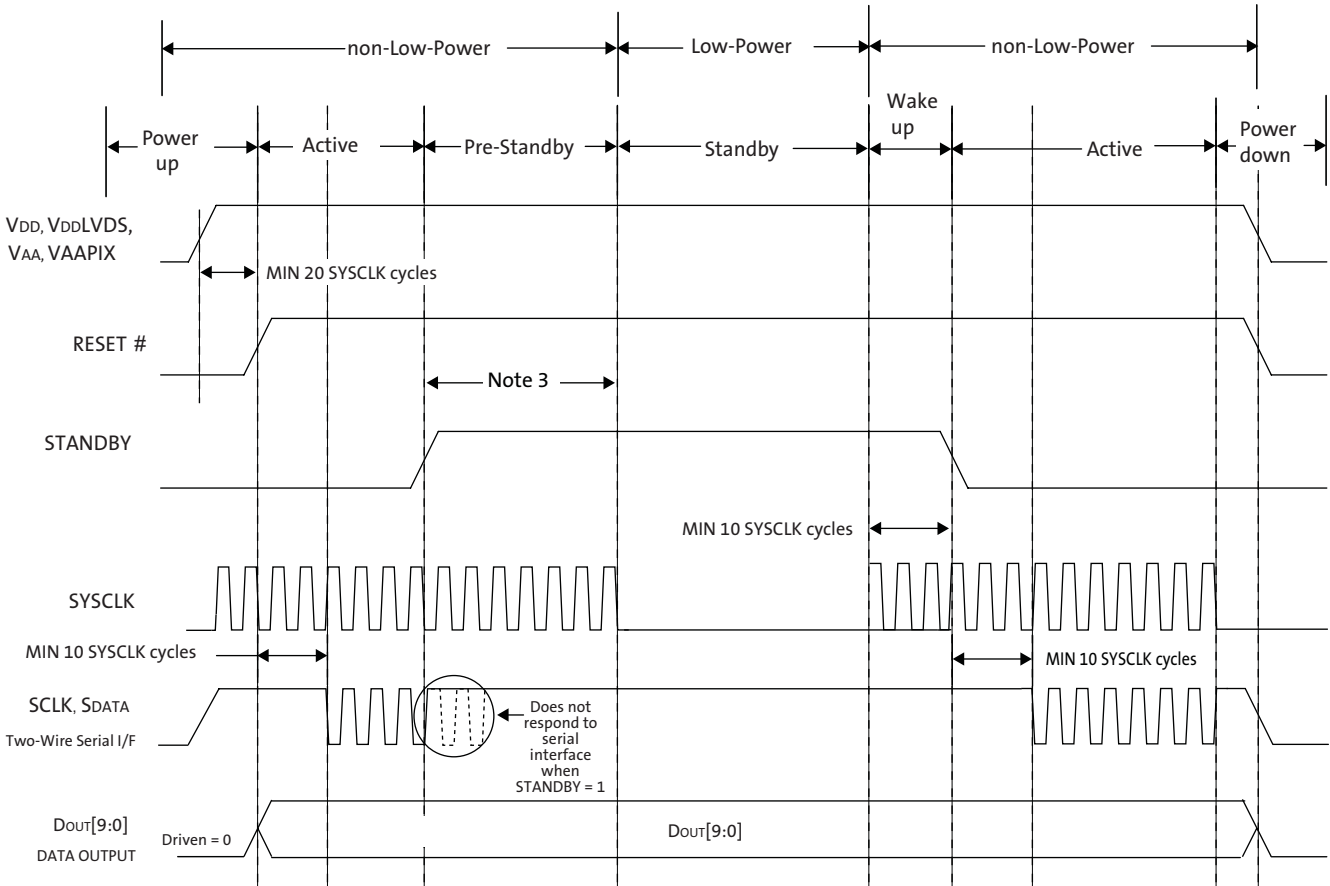 non-Low-Power
Low-Power
non-Low-Power
Power
up
Active
Pre-Standby
Standby
Wake
up
Active
Power
down
VDD, VDDLVDS,
VAA, VAAPIX
MIN 20 SYSCLK cycles
RESET #
Note 3
STANDBY
MIN 10 SYSCLK cycles
SYSCLK
MIN 10 SYSCLK cycles
MIN 10 SYSCLK cycles
SCLK, SDATA
Two-Wire Serial I/F
Does not
respond to
serial
interface
when
STANDBY = 1
DOUT[9:0]
DATA OUTPUT
Driven = 0
DOUT[9:0]